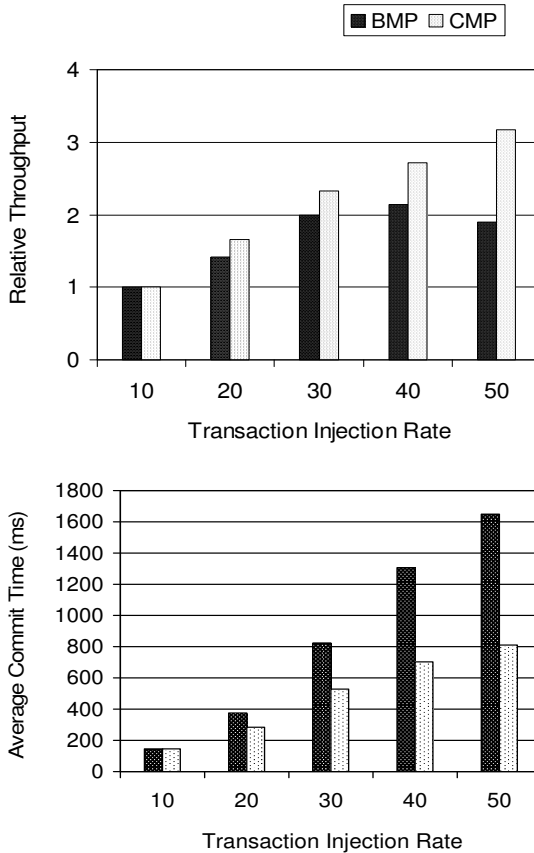 BMP CMP
4
3
2
1
0
Relative Throughput
10 20 30 40 50
Transaction Injection Rate
1800
1600
1400
1200
1000
800
600
400
200
0
Average Commit Time (ms)
10 20 30 40 50
Transaction Injection Rate